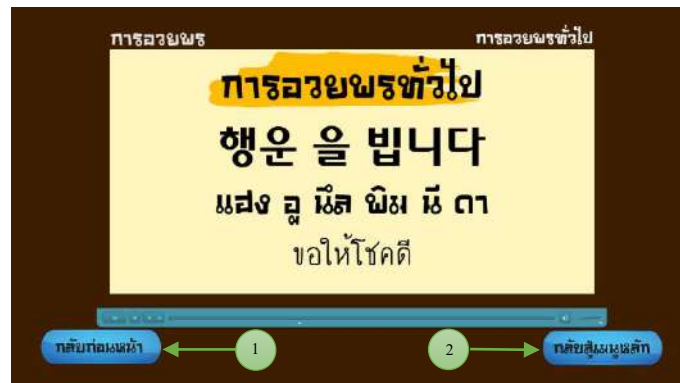 การอวยพร
การอวยพรทั่วไป
การอวยพรทั่วไป
행운 을 빕니다
แฮง อู นึล พิม นี ดา
ขอให้โชคดี
กลับก่อนหน้า
1
2
กลับสู่เมนูหลัก